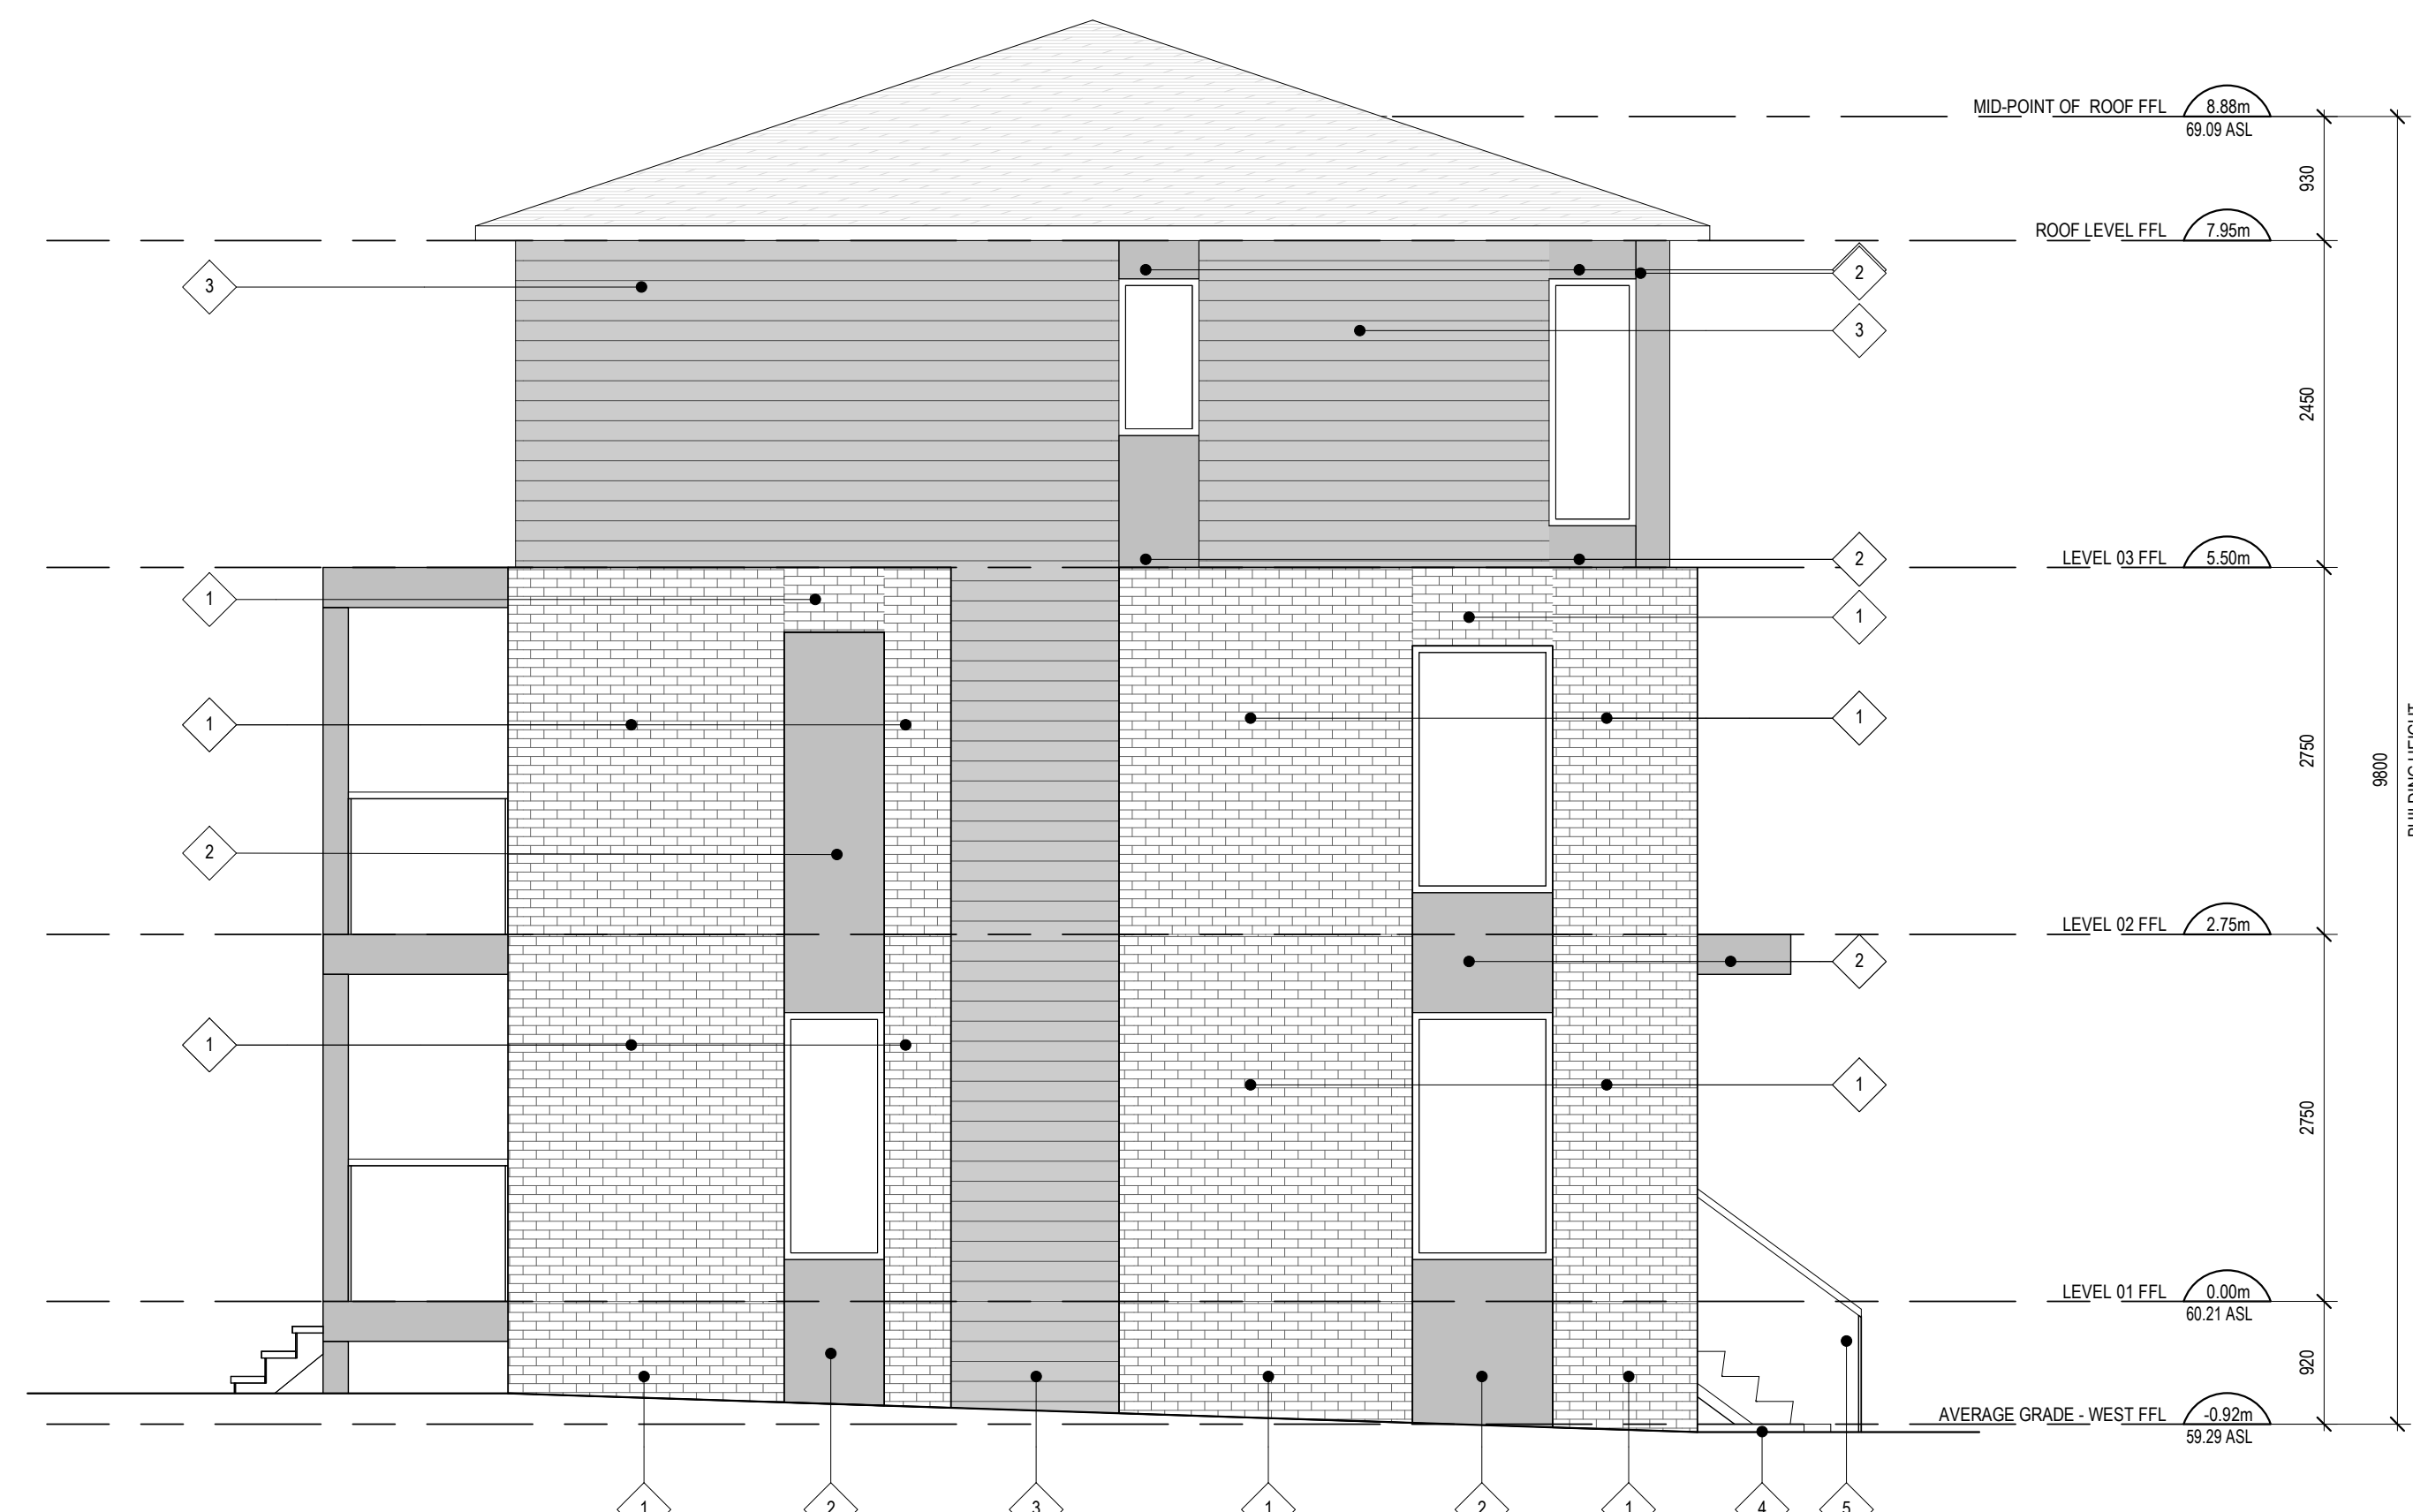 MID-POINT OF ROOF FFL 8.88m
69.09 ASL
930
ROOF LEVEL FFL 7.95m
3
2
3
2450
2
LEVEL 03 FFL 5.50m
1
1
1
1
2750
9800
BUILDING HEIGHT
2
LEVEL 02 FFL 2.75m
2
1
1
2750
LEVEL 01 FFL 0.00m
60.21 ASL
920
AVERAGE GRADE - WEST FFL -0.92m
59.29 ASL
1
2
3
1
2
1
4
5